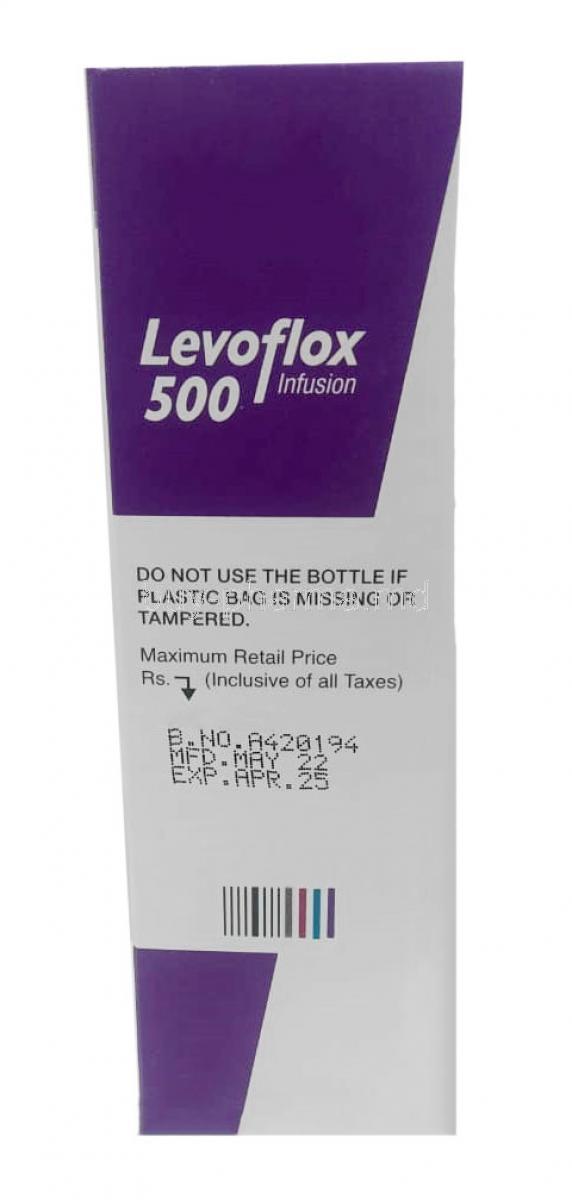 Levoflox
500 Infusion
DO NOT USE THE BOTTLE IF
PLASTIC BAG IS MISSING OR
TAMPERED.
Maximum Retail Price
Rs. (Inclusive of all Taxes)
B.NO.A420194
MFD.MAY 22
EXP.APR.25